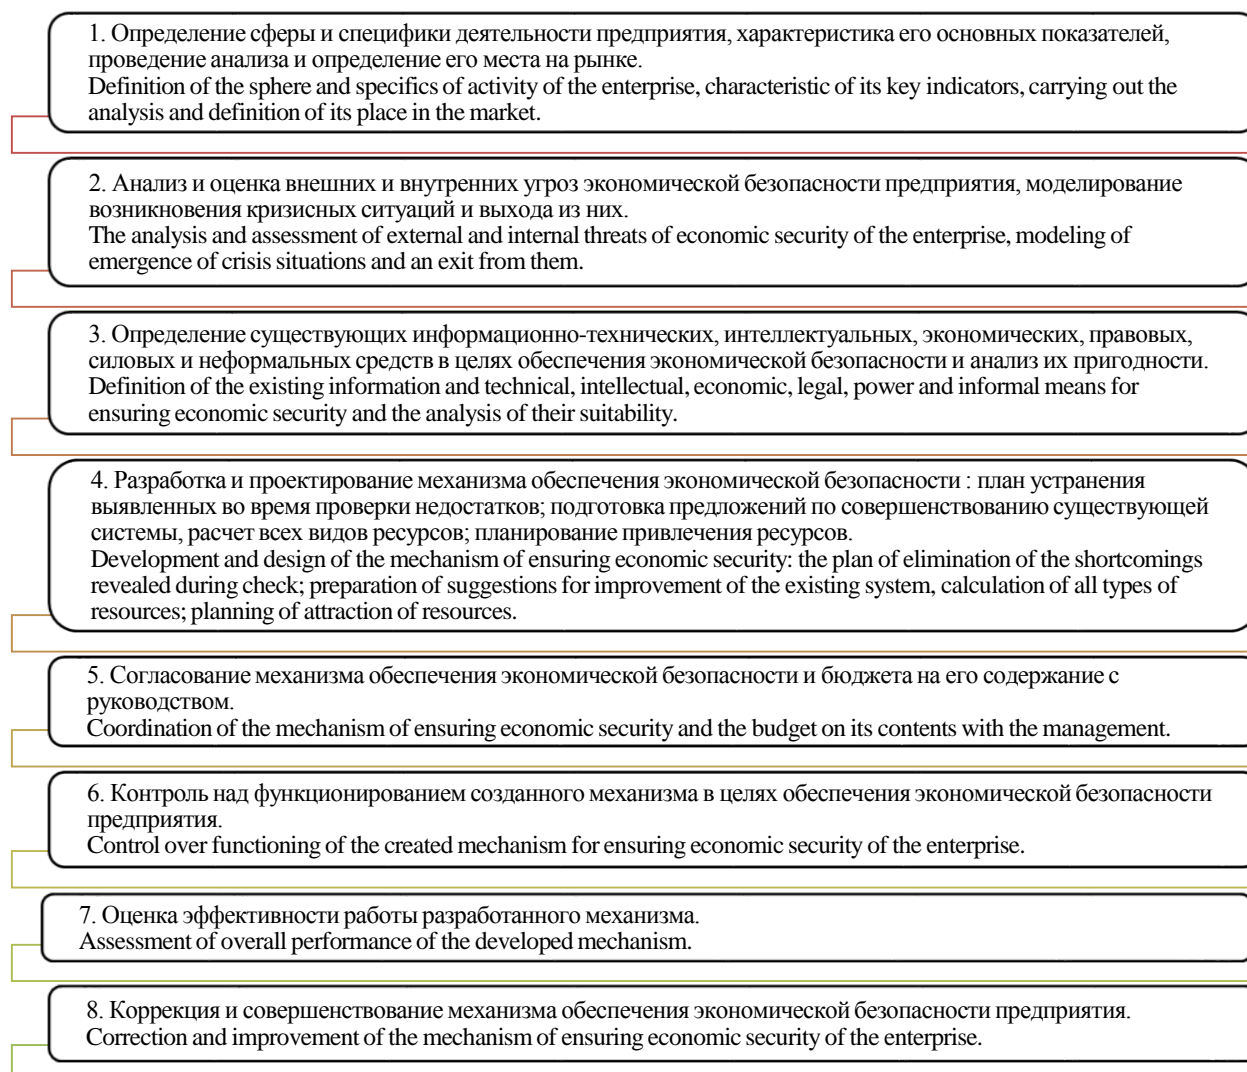 1. Определение сферы и специфики деятельности предприятия, характеристика его основных показателей,
проведение анализа и определение его места на рынке.
Definition of the sphere and specifics of activity of the enterprise, characteristic of its key indicators, carrying out the
analysis and definition of its place in the market.
2. Анализ и оценка внешних и внутренних угроз экономической безопасности предприятия, моделирование
возникновения кризисных ситуаций и выхода из них.
The analysis and assessment of external and internal threats of economic security of the enterprise, modeling of
emergence of crisis situations and an exit from them.
3. Определение существующих информационно-технических, интеллектуальных, экономических, правовых,
силовых и неформальных средств в целях обеспечения экономической безопасности и анализ их пригодности.
Definition of the existing information and technical, intellectual, economic, legal, power and informal means for
ensuring economic security and the analysis of their suitability.
4. Разработка и проектирование механизма обеспечения экономической безопасности : план устранения
выявленных во время проверки недостатков; подготовка предложений по совершенствованию существующей
системы, расчет всех видов ресурсов; планирование привлечения ресурсов.
Development and design of the mechanism of ensuring economic security: the plan of elimination of the shortcomings
revealed during check; preparation of suggestions for improvement of the existing system, calculation of all types of
resources; planning of attraction of resources.
5. Согласование механизма обеспечения экономической безопасности и бюджета на его содержание с
руководством.
Coordination of the mechanism of ensuring economic security and the budget on its contents with the management.
6. Контроль над функционированием созданного механизма в целях обеспечения экономической безопасности
предприятия.
Control over functioning of the created mechanism for ensuring economic security of the enterprise.
7. Оценка эффективности работы разработанного механизма.
Assessment of overall performance of the developed mechanism.
8. Коррекция и совершенствование механизма обеспечения экономической безопасности предприятия.
Correction and improvement of the mechanism of ensuring economic security of the enterprise.